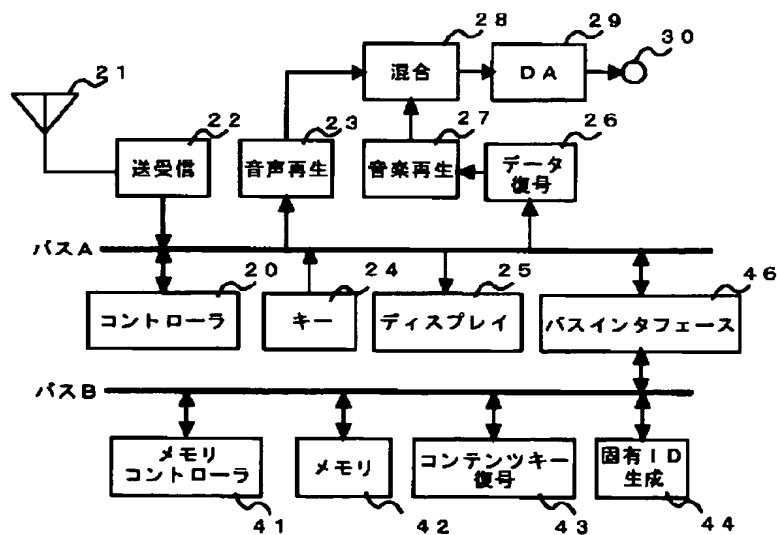 28
29
30
混合
DA
21
22
23
27
26
送受信
音声再生
音楽再生
データ
復号
バスA
20
24
25
46
コントローラ
キー
ディスプレイ
バスインタフェース
バスB
メモリ
コントローラ
メモリ
コンテンツキー
復号
固有ID
生成
41
42
43
44